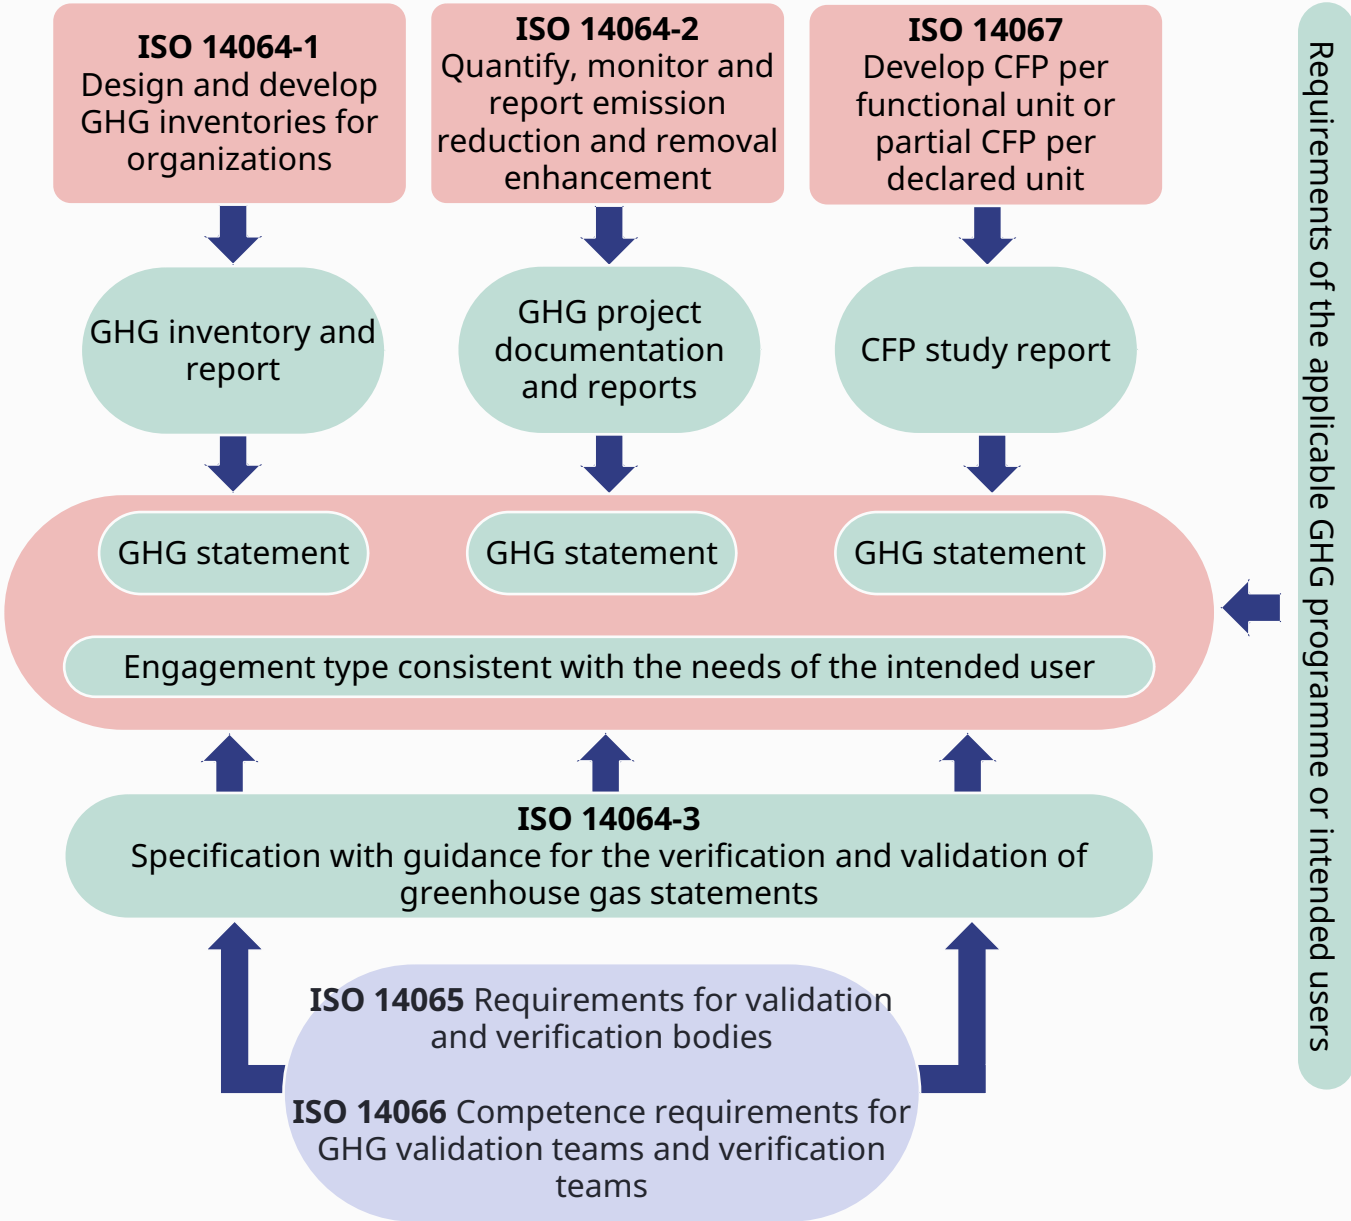 ISO 14064-1
Design and develop
GHG inventories for
organizations
ISO 14064-2
Quantify, monitor and
report emission
reduction and removal
enhancement
ISO 14067
Develop CFP per
functional unit or
partial CFP per
declared unit
GHG inventory and
report
GHG project
documentation
and reports
CFP study report
GHG statement
GHG statement
GHG statement
Engagement type consistent with the needs of the intended user
Requirements of the applicable GHG programme or intended users
ISO 14064-3
Specification with guidance for the verification and validation of
greenhouse gas statements
ISO 14065 Requirements for validation
and verification bodies
ISO 14066 Competence requirements for
GHG validation teams and verification
teams